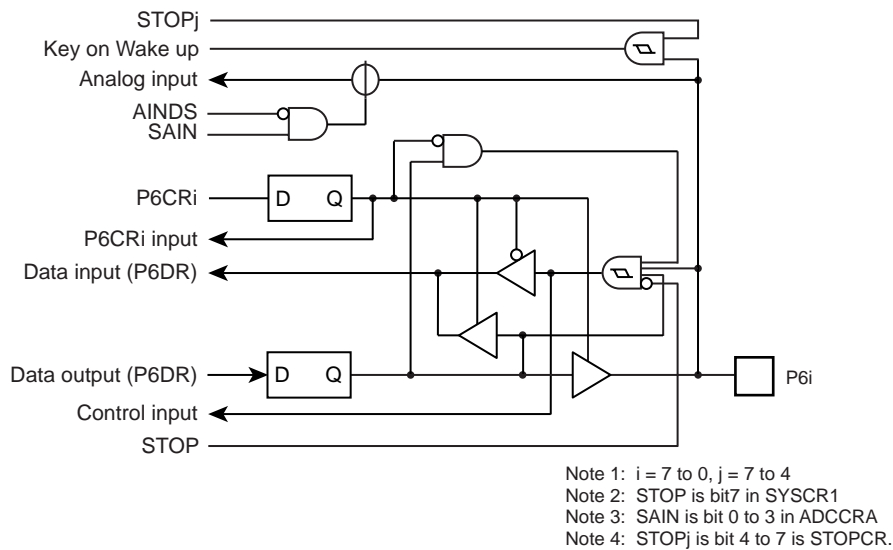 STOPj
Key on Wake up
Analog input
AINDS
SAIN
P6CRi
D Q
P6CRi input
Data input (P6DR)
Data output (P6DR)
D Q
P6i
Control input
STOP
Note 1: i = 7 to 0, j = 7 to 4
Note 2: STOP is bit7 in SYSCR1
Note 3: SAIN is bit 0 to 3 in ADCCRA
Note 4: STOPj is bit 4 to 7 is STOPCR.